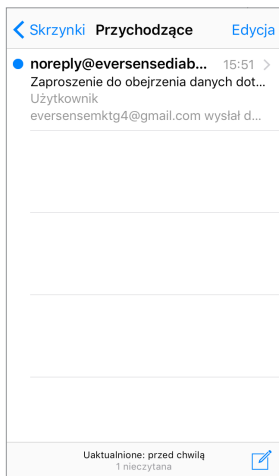 Skrzynki Przychodzące Edycja
noreply@eversensediab... 15:51
Zaproszenie do obejrzenia danych dot...
Użytkownik
eversensemktg4@gmail.com wysłał d...
Uaktualnione: przed chwilą
1 nieczytana